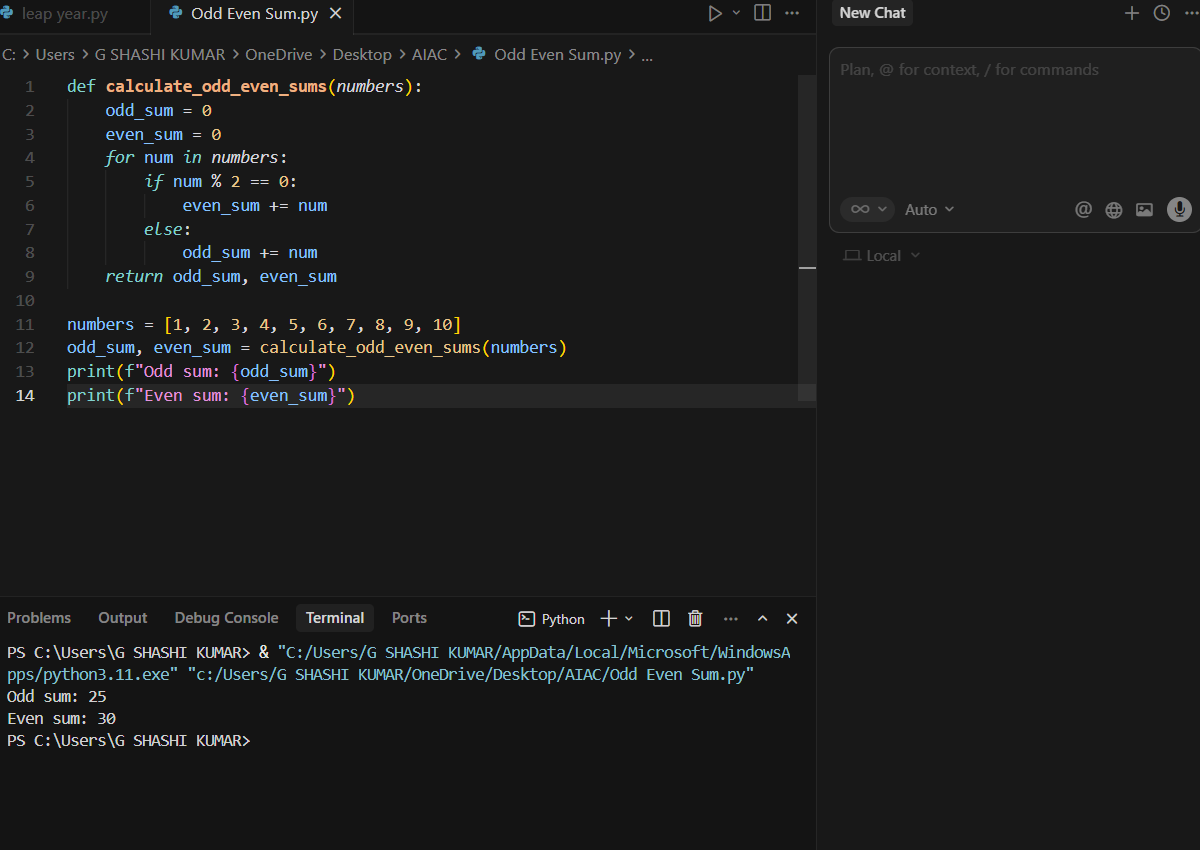 leap year.py
Odd Even Sum.py
C: > Users > G SHASHI KUMAR > OneDrive > Desktop > AIAC > Odd Even Sum.py > ...
1 def calculate_odd_even_sums(numbers):
2     odd_sum = 0
3     even_sum = 0
4     for num in numbers:
5         if num % 2 == 0:
6             even_sum += num
7         else:
8             odd_sum += num
9     return odd_sum, even_sum
10
11 numbers = [1, 2, 3, 4, 5, 6, 7, 8, 9, 10]
12 odd_sum, even_sum = calculate_odd_even_sums(numbers)
13 print(f"Odd sum: {odd_sum}")
14 print(f"Even sum: {even_sum}")
Problems Output Debug Console Terminal Ports Python
PS C:\Users\G SHASHI KUMAR> & "C:/Users/G SHASHI KUMAR/AppData/Local/Microsoft/WindowsA
pps/python3.11.exe" "c:/Users/G SHASHI KUMAR/OneDrive/Desktop/AIAC/Odd Even Sum.py"
Odd sum: 25
Even sum: 30
PS C:\Users\G SHASHI KUMAR>
New Chat
Plan, @ for context, / for commands
Auto
Local